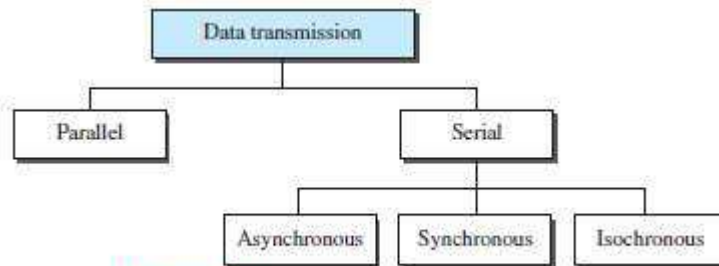 Data transmission
Parallel
Serial
Asynchronous
Synchronous
Isochronous